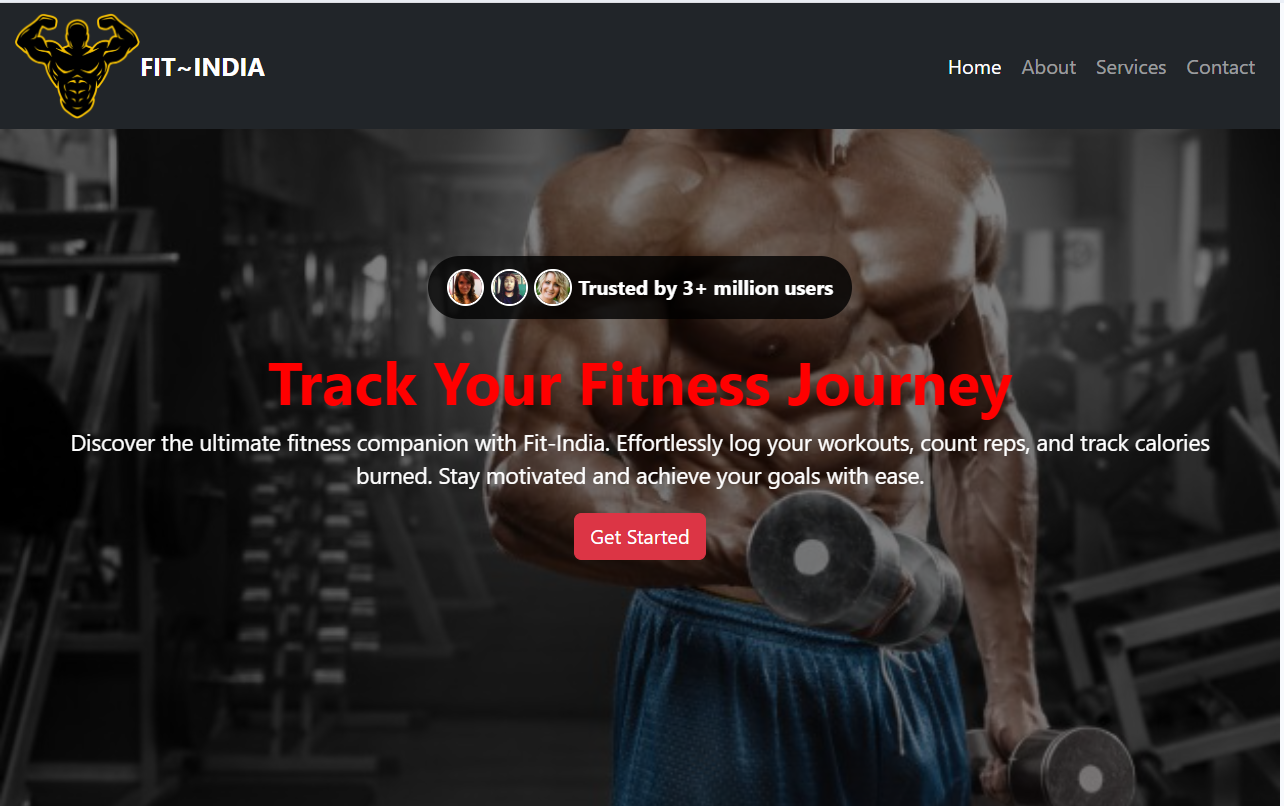 FIT~INDIA
Home About Services Contact
Trusted by 3+ million users
Track Your Fitness Journey
Discover the ultimate fitness companion with Fit-India. Effortlessly log your workouts, count reps, and track calories
burned. Stay motivated and achieve your goals with ease.
Get Started